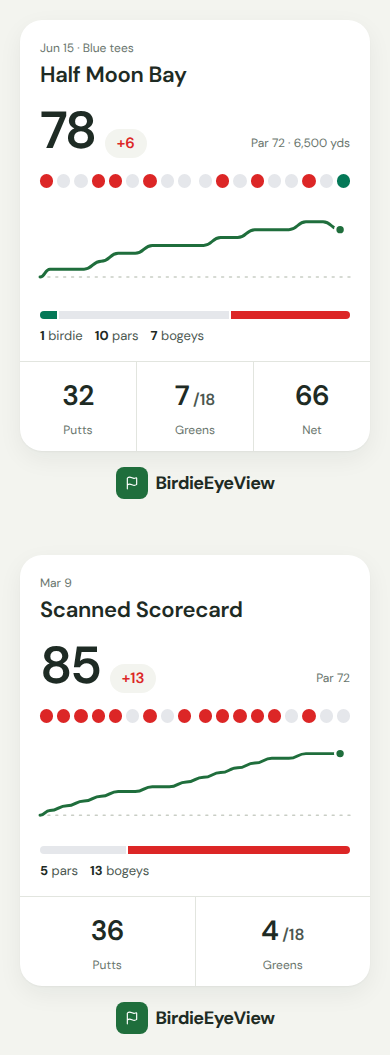 Jun 15 · Blue tees
Half Moon Bay
78 +6 Par 72 · 6,500 yds
1 birdie 10 pars 7 bogeys
32 7 /18 66
Putts Greens Net
BirdieEyeView
Mar 9
Scanned Scorecard
85 +13 Par 72
5 pars 13 bogeys
36 4 /18
Putts Greens
BirdieEyeView